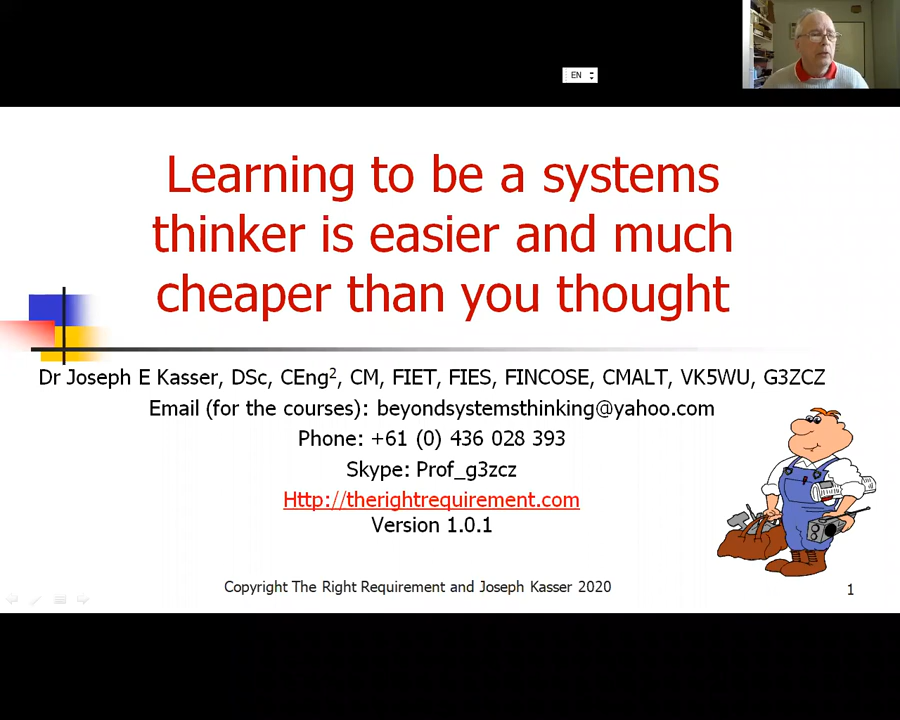 EN
Learning to be a systems
thinker is easier and much
cheaper than you thought
Dr Joseph E Kasser, DSc, CEng², CM, FIET, FIES, FINCOSE, CMALT, VK5WU, G3ZCZ
Email (for the courses): beyondsystemsthinking@yahoo.com
Phone: +61 (0) 436 028 393
Skype: Prof_g3zcz
Http://therightrequirement.com
Version 1.0.1
Copyright The Right Requirement and Joseph Kasser 2020
1